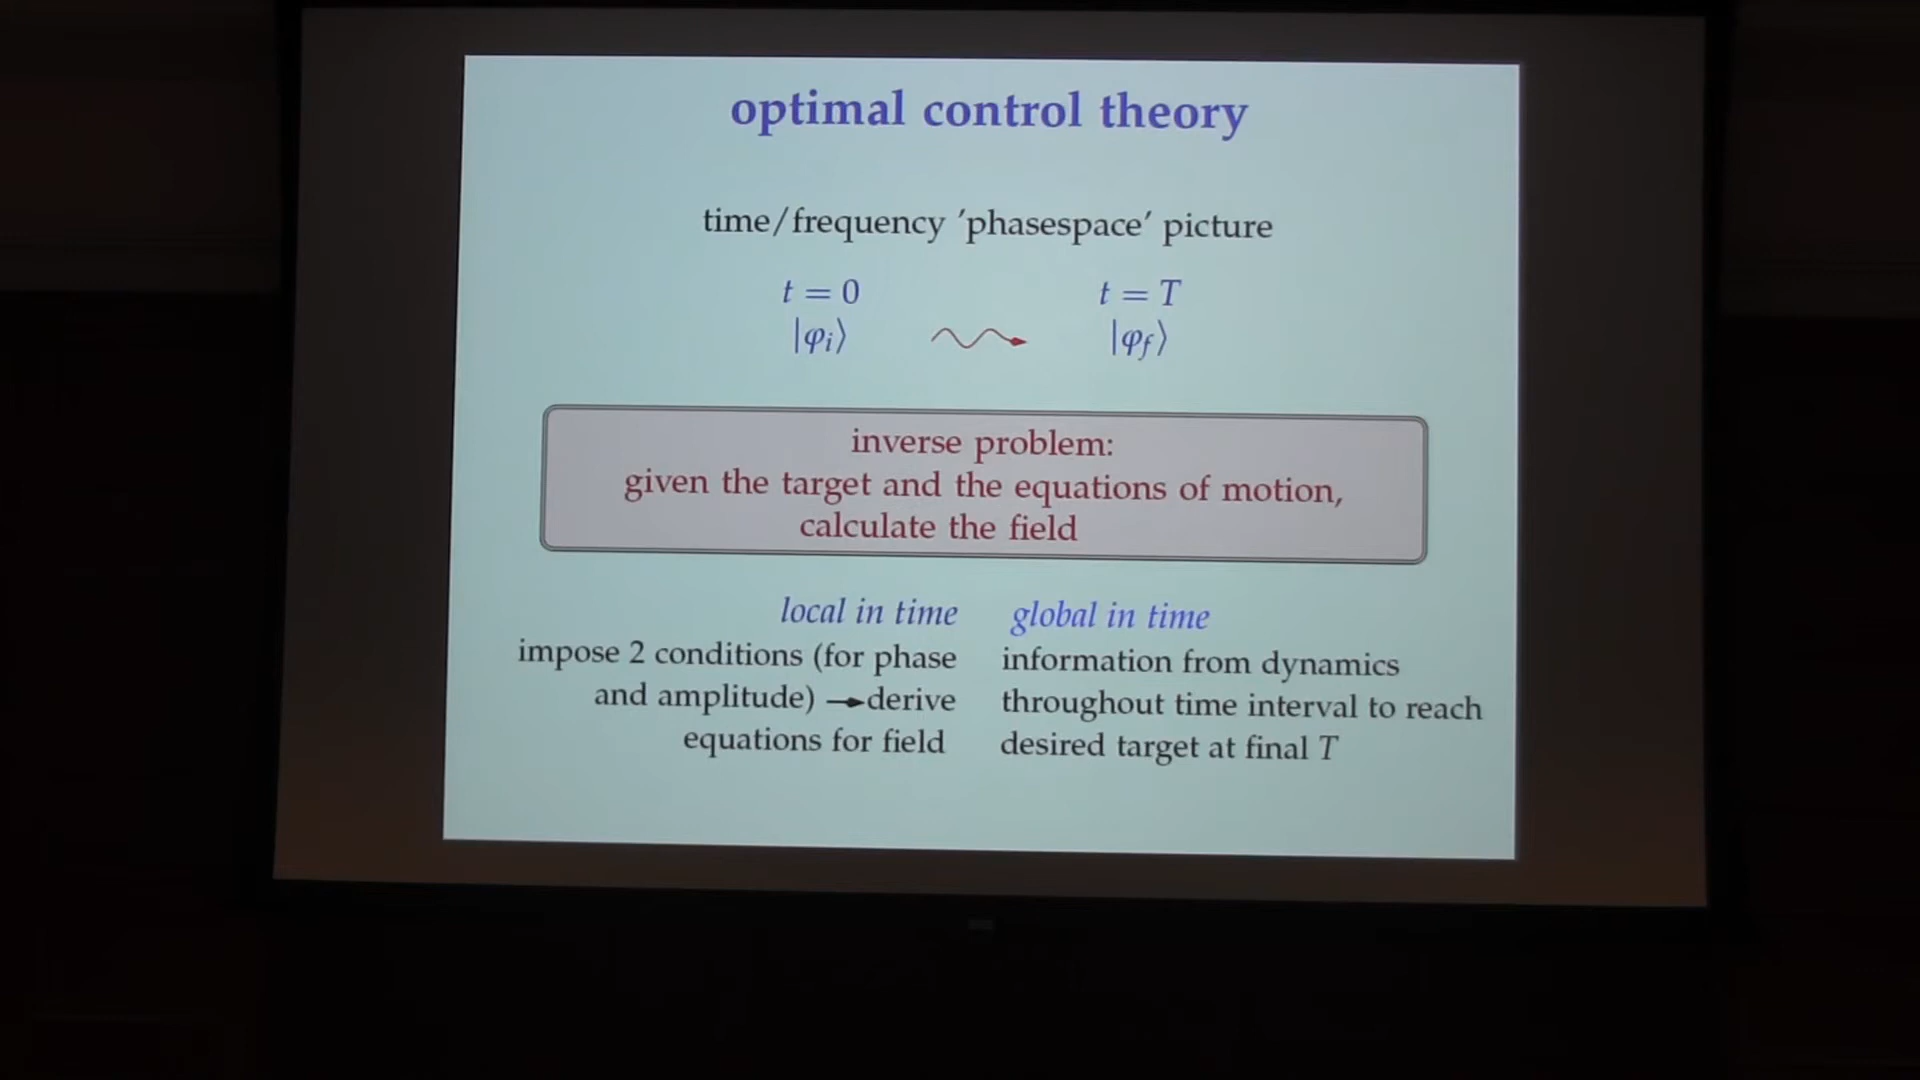 optimal control theory
time/frequency 'phasespace' picture
t = 0
t = T
|φi⟩
|φf⟩
inverse problem:
given the target and the equations of motion,
calculate the field
local in time
impose 2 conditions (for phase
and amplitude) → derive
equations for field
global in time
information from dynamics
throughout time interval to reach
desired target at final T